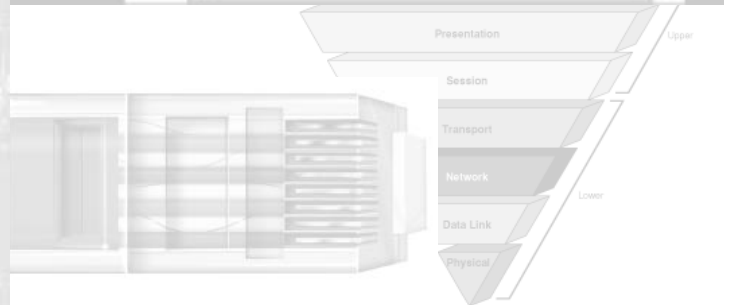 Presentation
Upper
Session
Transport
Network
Lower
Data Link
Physical